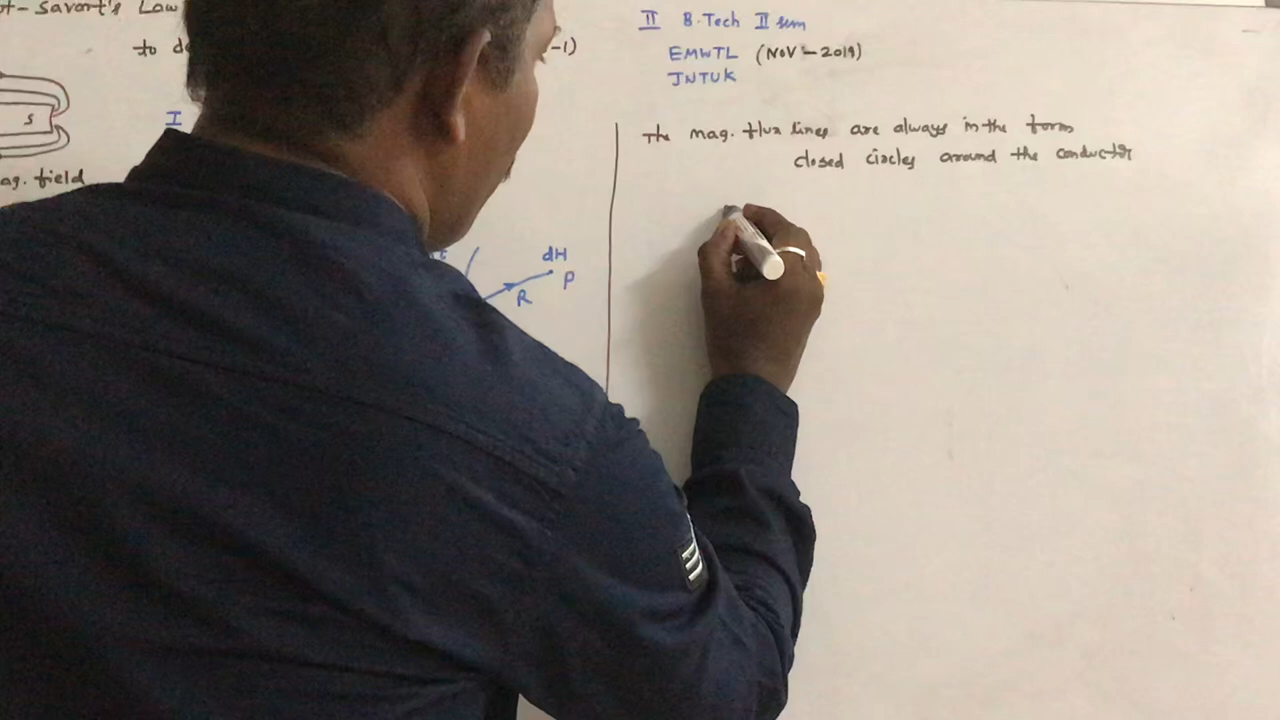 t- Savart's Law
to d
-1)
S
I
ag. field
dH
P
R
II B.Tech II sem
EMWTL (NOV-2019)
JNTUK
The mag. flux lines are always in the form
closed circles around the conductor